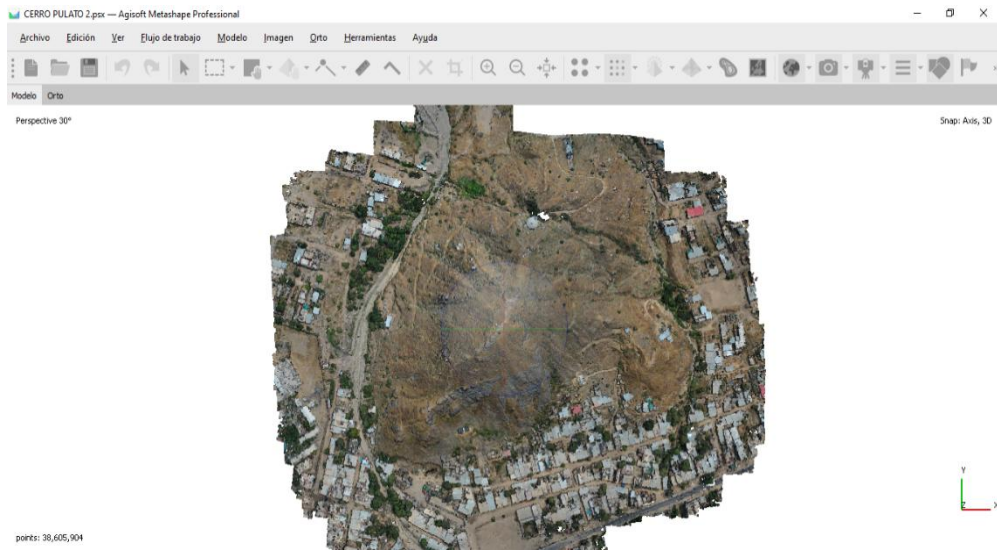 CERRO PULATO 2.psx — Agisoft Metashape Professional
Archivo Edición Ver Flujo de trabajo Modelo Imagen Orto Herramientas Ayuda
Modelo Orto
Perspective 30°
Snap: Axis, 3D
Y
Z
X
points: 38,605,904